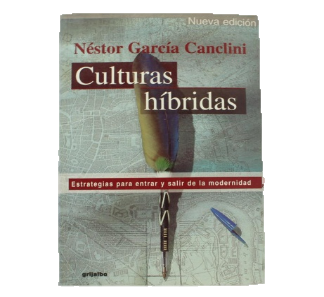 Nueva edición
Néstor García Canclini
Culturas
híbridas
Estrategias para entrar y salir de la modernidad
grijalbo